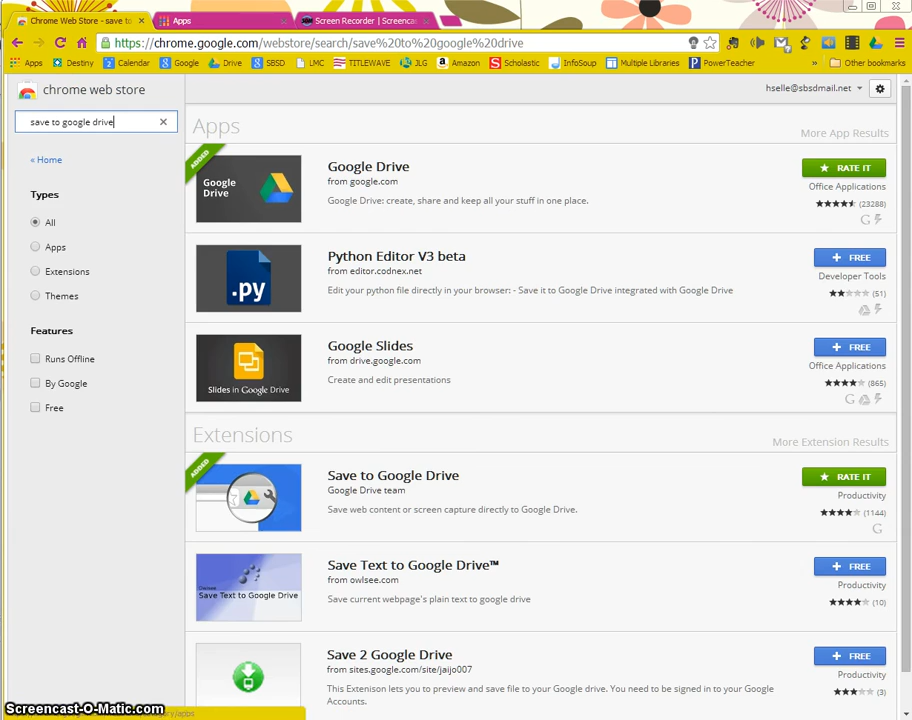 Chrome Web Store - save to
Apps
Screen Recorder | Screencas
https://chrome.google.com/webstore/search/save%20to%20google%20drive
Apps Destiny Calendar Google Drive SBSD LMC TITLEWAVE JLG Amazon Scholastic InfoSoup Multiple Libraries PowerTeacher » Other bookmarks
chrome web store
hselle@sbsdmail.net
save to google drive
« Home
Types
All
Apps
Extensions
Themes
Features
Runs Offline
By Google
Free
Apps
More App Results
ADDED
Google Drive
Google Drive
from google.com
Google Drive: create, share and keep all your stuff in one place.
RATE IT
Office Applications
(23288)
.py
Python Editor V3 beta
from editor.codnex.net
Edit your python file directly in your browser: - Save it to Google Drive integrated with Google Drive
+ FREE
Developer Tools
(51)
Slides in Google Drive
Google Slides
from drive.google.com
Create and edit presentations
+ FREE
Office Applications
(865)
Extensions
More Extension Results
ADDED
Save to Google Drive
Google Drive team
Save web content or screen capture directly to Google Drive.
RATE IT
Productivity
(1144)
Save Text to Google Drive
Save Text to Google Drive™
from owlsee.com
Save current webpage's plain text to google drive
+ FREE
Productivity
(10)
Save 2 Google Drive
from sites.google.com/site/jaijo007
This Extenison lets you to preview and save file to your Google drive. You need to be signed in to your Google
Accounts.
+ FREE
Productivity
(3)
Screencast-O-Matic.com